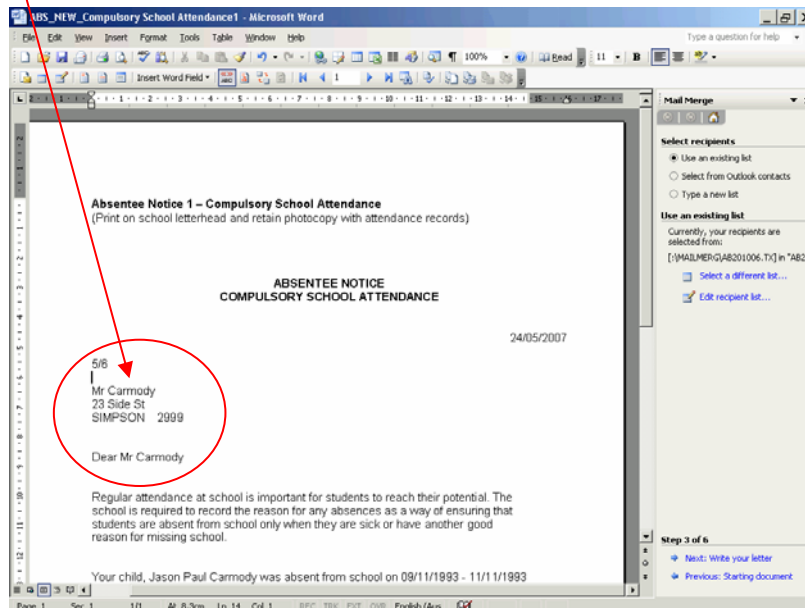 ABS_NEW_Compulsory School Attendance1 - Microsoft Word
File Edit View Insert Format Tools Table Window Help Type a question for help
100% Read 11 B
Insert Word Field 1
Mail Merge
Select recipients
Use an existing list
Select from Outlook contacts
Type a new list
Use an existing list
Currently, your recipients are
selected from:
[:\MAILMERG\AB201006.TX] in "AB2
Select a different list...
Edit recipient list...
Absentee Notice 1 – Compulsory School Attendance
(Print on school letterhead and retain photocopy with attendance records)
ABSENTEE NOTICE
COMPULSORY SCHOOL ATTENDANCE
24/05/2007
5/6
Mr Carmody
23 Side St
SIMPSON 2999
Dear Mr Carmody
Regular attendance at school is important for students to reach their potential. The
school is required to record the reason for any absences as a way of ensuring that
students are absent from school only when they are sick or have another good
reason for missing school.
Your child, Jason Paul Carmody was absent from school on 09/11/1993 - 11/11/1993
Step 3 of 6
Next: Write your letter
Previous: Starting document
Page 1 Sec 1 1/1 At 8.3cm Ln 14 Col 1 REC TRK EXT OVR English (Aus